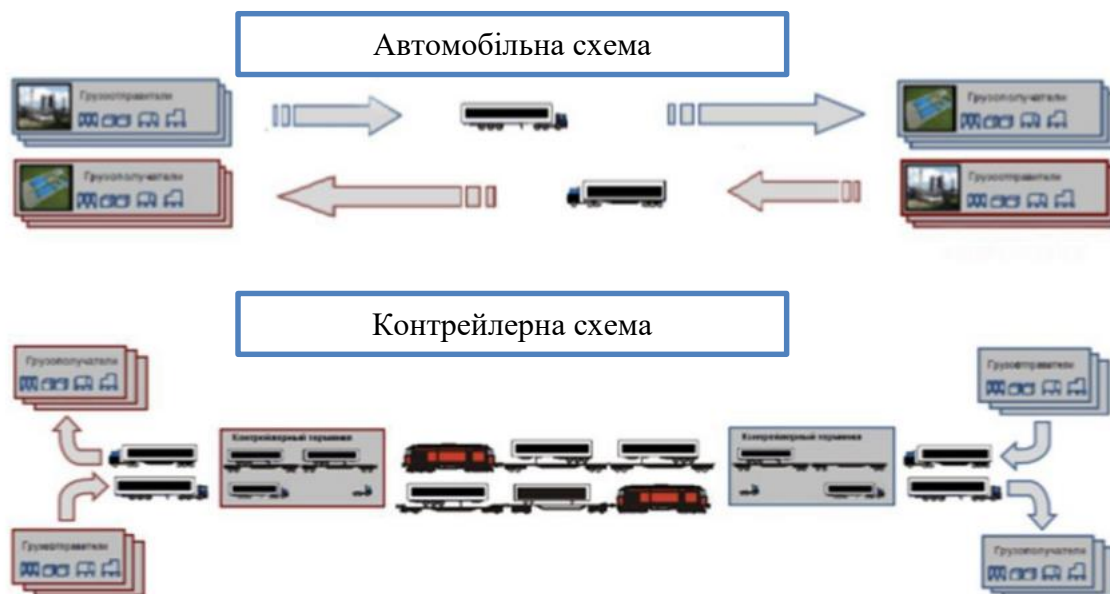 Автомобільна схема
Грузоотправители
Грузополучатели
Грузополучатели
Грузоотправители
Контрейлерна схема
Грузополучатели
Грузоотправители
Контрейлерный терминал
Контрейлерный терминал
Грузоотправители
Грузополучатели